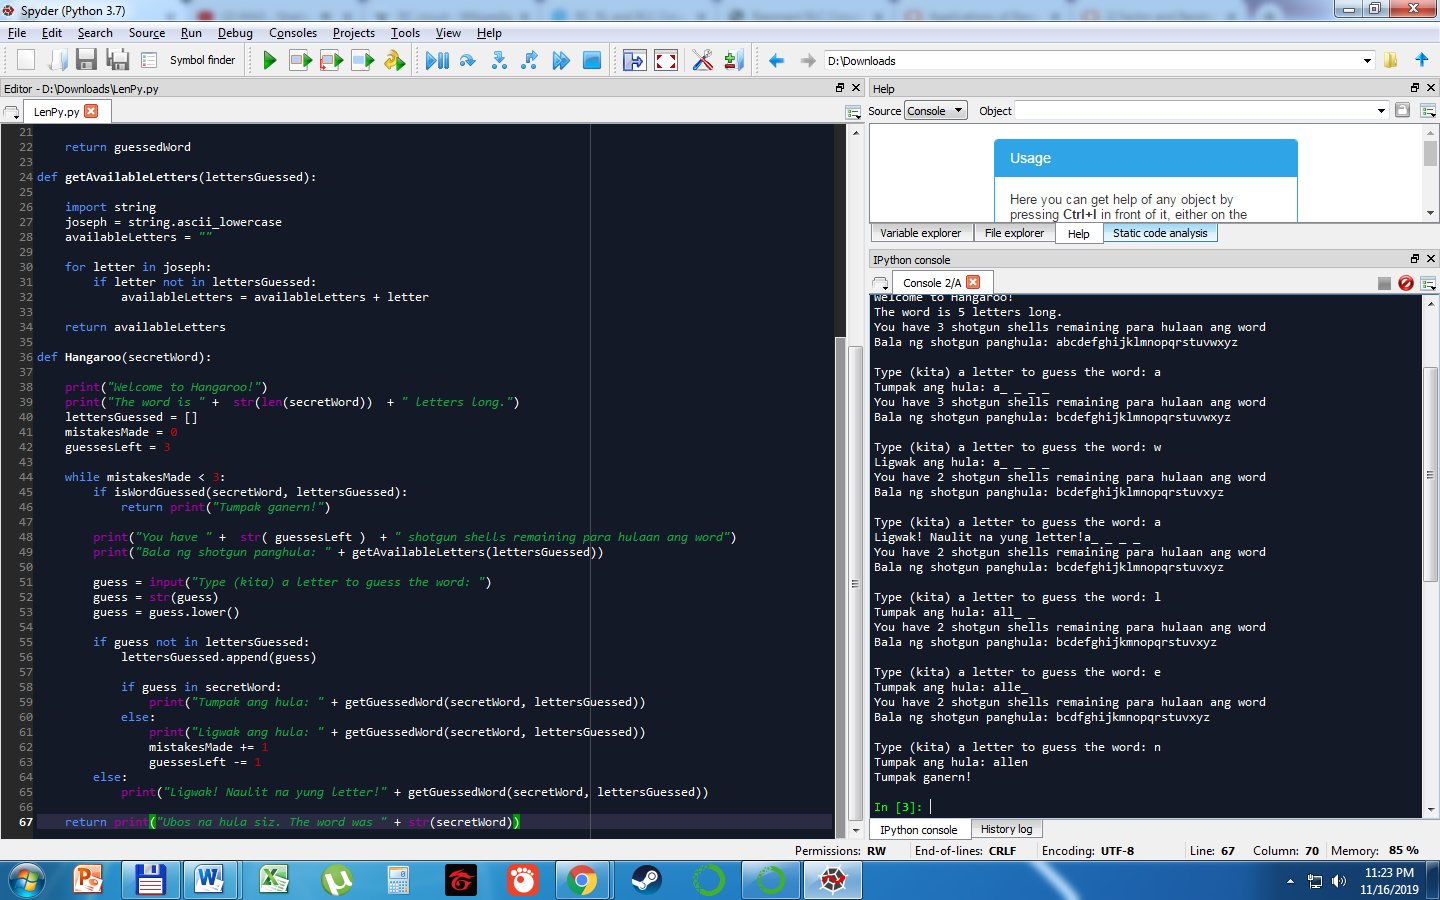 Spyder (Python 3.7)
File Edit Search Source Run Debug Consoles Projects Tools View Help
Symbol finder
D:\Downloads
Editor - D:\Downloads\LenPy.py
LenPy.py
21
22 return guessedWord
23
24 def getAvailableLetters(lettersGuessed):
25
26 import string
27 joseph = string.ascii_lowercase
28 availableLetters = ""
29
30 for letter in joseph:
31 if letter not in lettersGuessed:
32 availableLetters = availableLetters + letter
33
34 return availableLetters
35
36 def Hangaroo(secretWord):
37
38 print("Welcome to Hangaroo!")
39 print("The word is " + str(len(secretWord)) + " letters long.")
40 lettersGuessed = []
41 mistakesMade = 0
42 guessesLeft = 3
43
44 while mistakesMade < 3:
45 if isWordGuessed(secretWord, lettersGuessed):
46 return print("Tumpak ganern!")
47
48 print("You have " + str( guessesLeft ) + " shotgun shells remaining para hulaan ang word")
49 print("Bala ng shotgun panghula: " + getAvailableLetters(lettersGuessed))
50
51 guess = input("Type (kita) a letter to guess the word: ")
52 guess = str(guess)
53 guess = guess.lower()
54
55 if guess not in lettersGuessed:
56 lettersGuessed.append(guess)
57
58 if guess in secretWord:
59 print("Tumpak ang hula: " + getGuessedWord(secretWord, lettersGuessed))
60 else:
61 print("Ligwak ang hula: " + getGuessedWord(secretWord, lettersGuessed))
62 mistakesMade += 1
63 guessesLeft -= 1
64 else:
65 print("Ligwak! Naulit na yung letter!" + getGuessedWord(secretWord, lettersGuessed))
66
67 return print("Ubos na hula siz. The word was " + str(secretWord))
Help
Source Console Object
Usage
Here you can get help of any object by
pressing Ctrl+I in front of it, either on the
Variable explorer File explorer Help Static code analysis
IPython console
Console 2/A
Welcome to Hangaroo!
The word is 5 letters long.
You have 3 shotgun shells remaining para hulaan ang word
Bala ng shotgun panghula: abcdefghijklmnopqrstuvwxyz
Type (kita) a letter to guess the word: a
Tumpak ang hula: a_ _ _ _
You have 3 shotgun shells remaining para hulaan ang word
Bala ng shotgun panghula: bcdefghijklmnopqrstuvwxyz
Type (kita) a letter to guess the word: w
Ligwak ang hula: a_ _ _ _
You have 2 shotgun shells remaining para hulaan ang word
Bala ng shotgun panghula: bcdefghijklmnopqrstuvxyz
Type (kita) a letter to guess the word: a
Ligwak! Naulit na yung letter!a_ _ _ _
You have 2 shotgun shells remaining para hulaan ang word
Bala ng shotgun panghula: bcdefghijklmnopqrstuvxyz
Type (kita) a letter to guess the word: l
Tumpak ang hula: all_ _
You have 2 shotgun shells remaining para hulaan ang word
Bala ng shotgun panghula: bcdefghijkmnopqrstuvxyz
Type (kita) a letter to guess the word: e
Tumpak ang hula: alle_
You have 2 shotgun shells remaining para hulaan ang word
Bala ng shotgun panghula: bcdfghijkmnopqrstuvxyz
Type (kita) a letter to guess the word: n
Tumpak ang hula: allen
Tumpak ganern!
In [3]:
IPython console History log
Permissions: RW End-of-lines: CRLF Encoding: UTF-8 Line: 67 Column: 70 Memory: 85 %
11:23 PM
11/16/2019